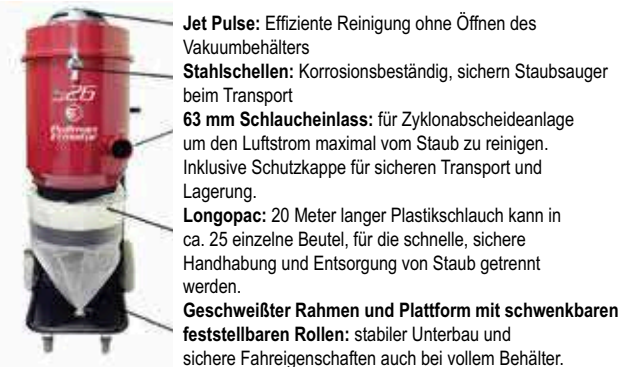 Jet Pulse: Effiziente Reinigung ohne Öffnen des
Vakuumbehälters
Stahlschellen: Korrosionsbeständig, sichern Staubsauger
beim Transport
63 mm Schlaucheinlass: für Zyklonabscheideanlage
um den Luftstrom maximal vom Staub zu reinigen.
Inklusive Schutzkappe für sicheren Transport und
Lagerung.
Longopac: 20 Meter langer Plastikschlauch kann in
ca. 25 einzelne Beutel, für die schnelle, sichere
Handhabung und Entsorgung von Staub getrennt
werden.
Geschweißter Rahmen und Plattform mit schwenkbaren
feststellbaren Rollen: stabiler Unterbau und
sichere Fahreigenschaften auch bei vollem Behälter.
26
Pullman
Ermator